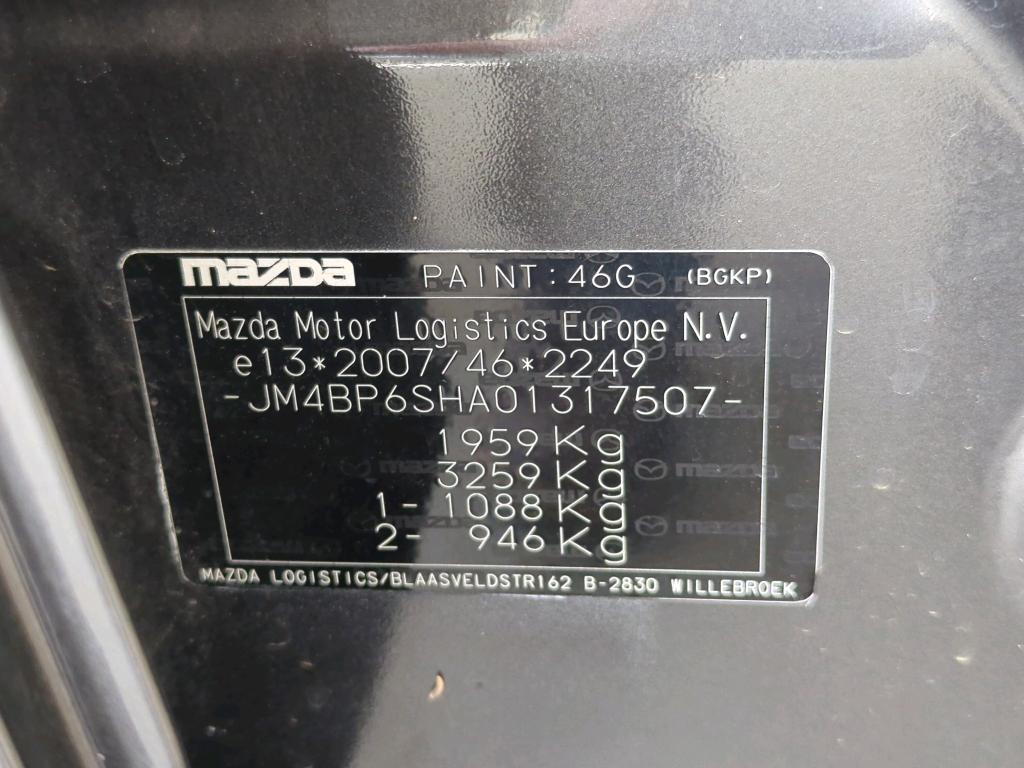 mazda PAINT: 46G (BGKP)
Mazda Motor Logistics Europe N.V.
e13*2007/46*2249
-JM4BP6SHA01317507-
1959 Kg
3259 Kg
1- 1088 Kg
2- 946 Kg
MAZDA LOGISTICS/BLAASVELDSTR162 B-2830 WILLEBROEK